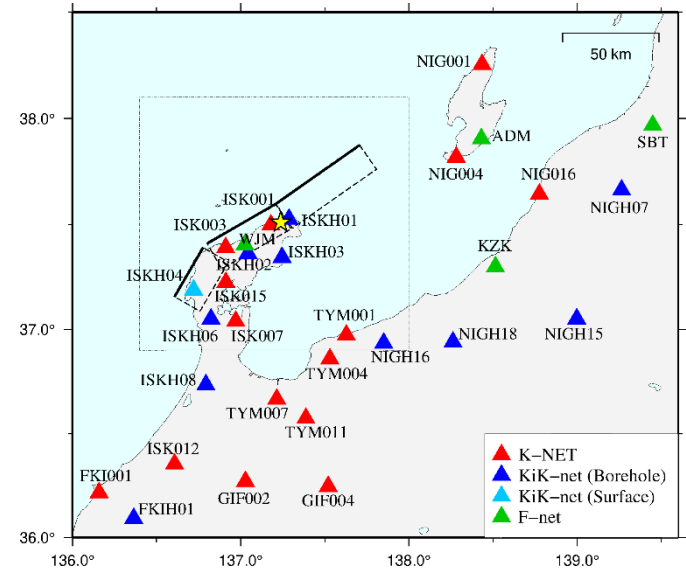 NIG001
50 km
38.0°
ADM
SBT
NIG004
ISK001
NIG016
NIGH07
ISK003
ISKH01
WJM
KZK
ISKH02
ISKH03
ISKH04
ISK015
TYM001
37.0°
ISKH06
ISK007
NIGH18
NIGH15
NIGH16
TYM004
ISKH08
TYM007
TYM011
ISK012
K−NET
FKI001
KiK−net (Borehole)
GIF002
GIF004
KiK−net (Surface)
FKIH01
F−net
36.0°
136.0°
137.0°
138.0°
139.0°